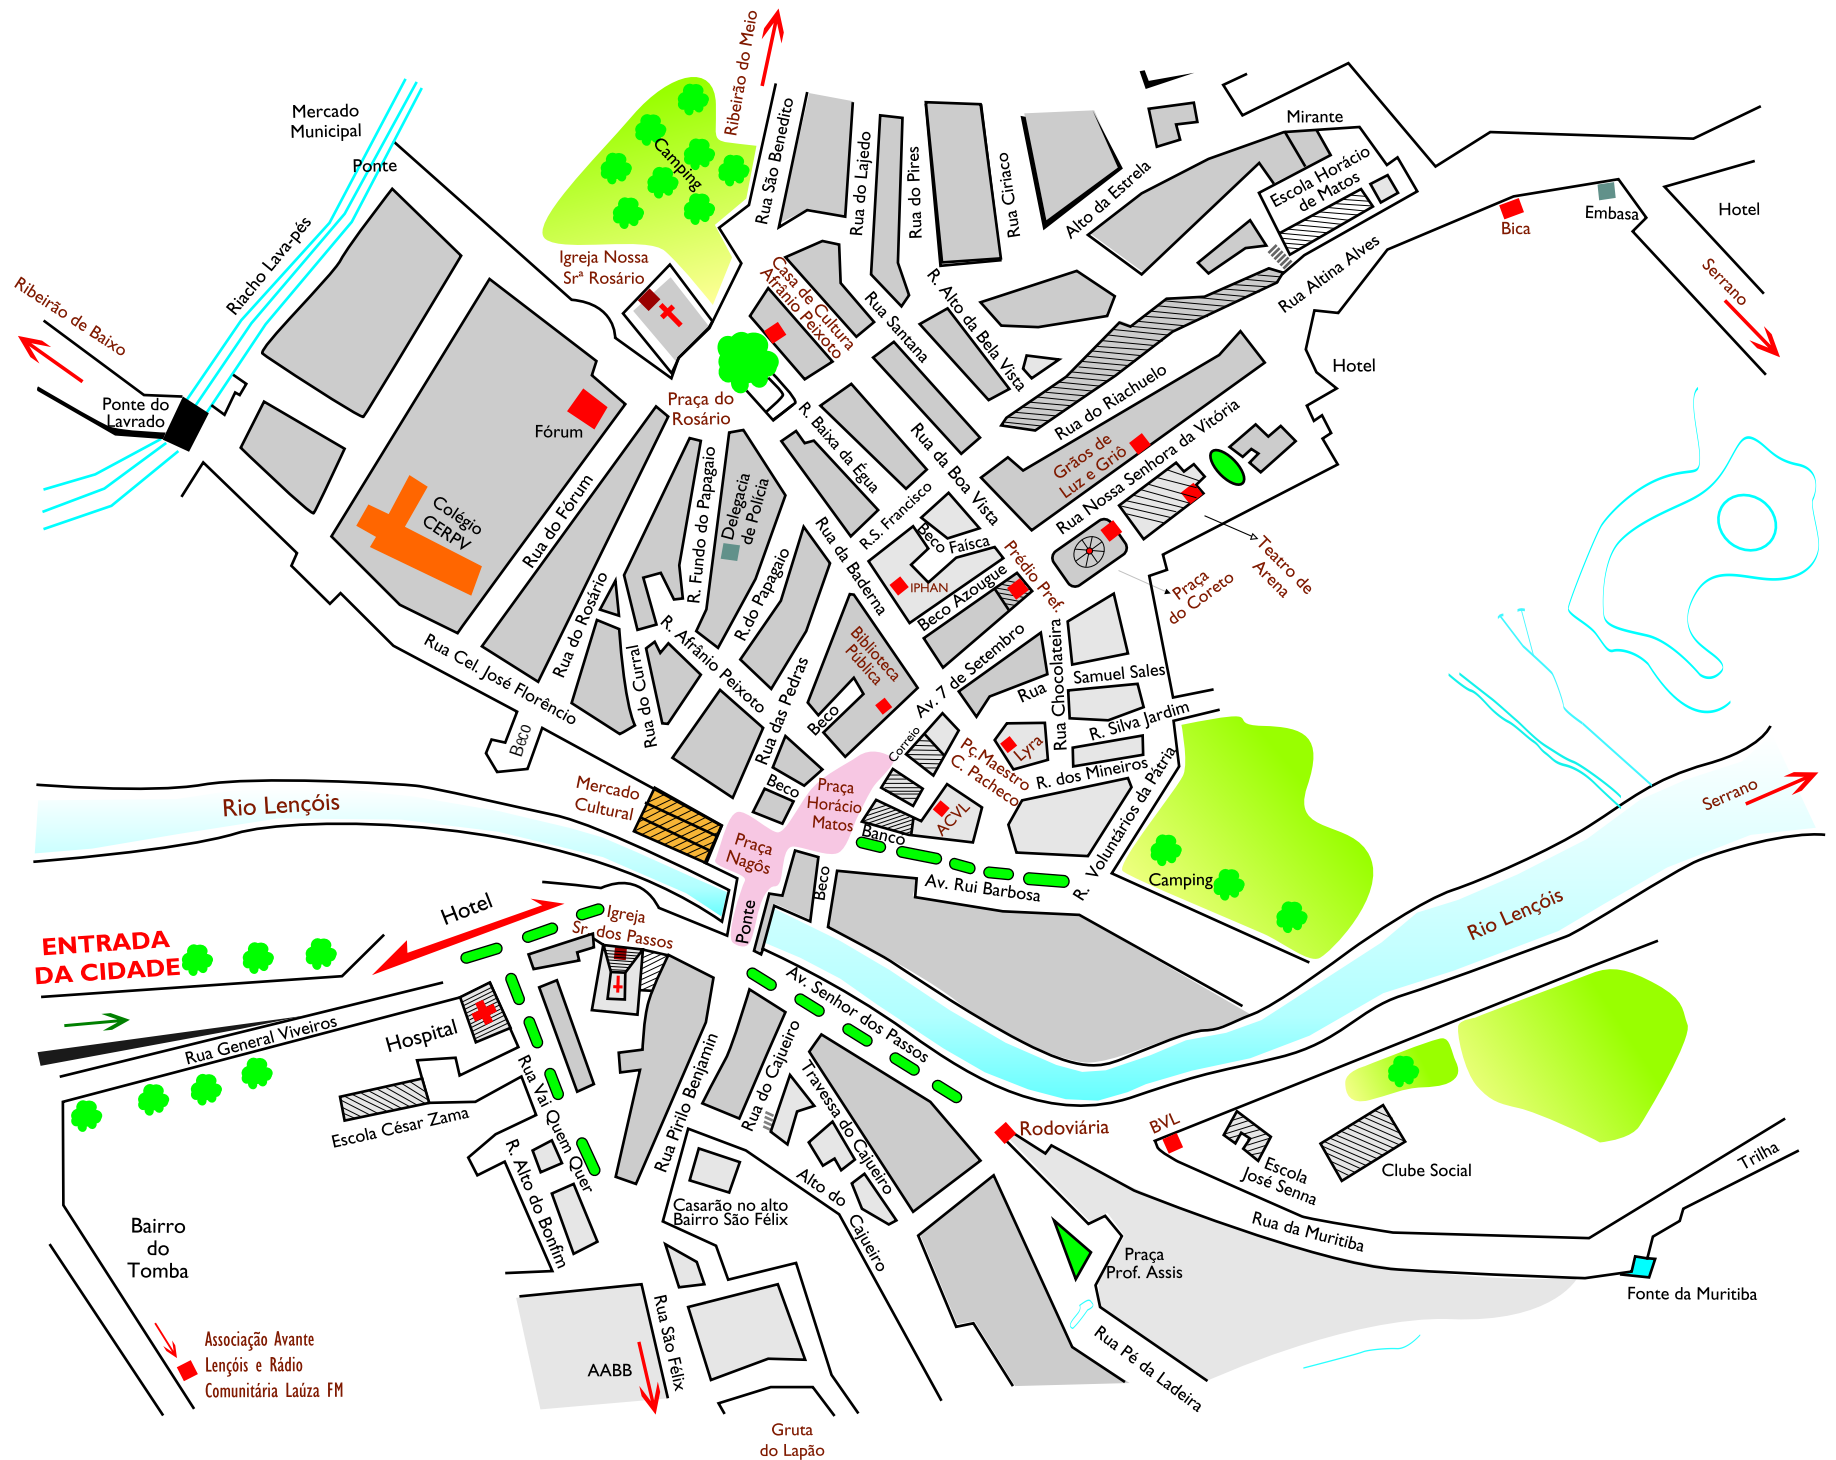 Ribeirão do Meio
Mercado
Municipal
Ponte
Riacho Lava-pés
Camping
Rua São Benedito
Rua do Lajedo
Rua do Pires
Rua Ciriaco
Alto da Estrela
Mirante
Escola Horácio
de Matos
Embasa
Bica
Hotel
Serrano
Rua Altina Alves
Igreja Nossa
Srª Rosário
Casa de Cultura
Afrânio Peixoto
Rua Santana
R. Alto da Bela Vista
Ribeirão de Baixo
Ponte do
Lavrado
Fórum
Praça do
Rosário
R. Baixa da Égua
Rua da Boa Vista
Rua do Riachuelo
Hotel
Grãos de
Luz e Griô
Rua Nossa Senhora da Vitória
Colégio
CERPV
Rua do Fórum
R. Fundo do Papagaio
Delegacia
de Polícia
Rua da Baderna
R.S. Francisco
Beco Faísca
IPHAN
Beco Azougue
Prédio Pref.
Teatro de
Arena
Praça
do Coreto
Rua do Rosário
R.do Papagaio
R. Afrânio Peixoto
Rua Cel. José Florêncio
Rua do Curral
Rua das Pedras
Biblioteca
Pública
Beco
Av. 7 de Setembro
Rua Chocolateira
Rua Samuel Sales
R. Silva Jardim
R. dos Mineiros
R. Voluntários da Pátria
Beco
Correio
Pç.Maestro
C. Pacheco
Lyra
ACVL
Banco
Beco
Mercado
Cultural
Praça
Horácio
Matos
Praça
Nagôs
Ponte
Beco
Av. Rui Barbosa
Camping
Rio Lençóis
Serrano
Rio Lençóis
Hotel
ENTRADA
DA CIDADE
Igreja
Sr. dos Passos
Hospital
Rua General Viveiros
Escola César Zama
Rua Vai Quem Quer
R. Alto do Bonfim
Rua Pirilo Benjamin
Rua do Cajueiro
Travessa do Cajueiro
Av. Senhor dos Passos
Alto do Cajueiro
Casarão no alto
Bairro São Félix
Rodoviária
BVL
Escola
José Senna
Clube Social
Trilha
Rua da Muritiba
Fonte da Muritiba
Praça
Prof. Assis
Rua Pé da Ladeira
Bairro
do
Tomba
Associação Avante
Lençóis e Rádio
Comunitária Laúza FM
AABB
Rua São Félix
Gruta
do Lapão